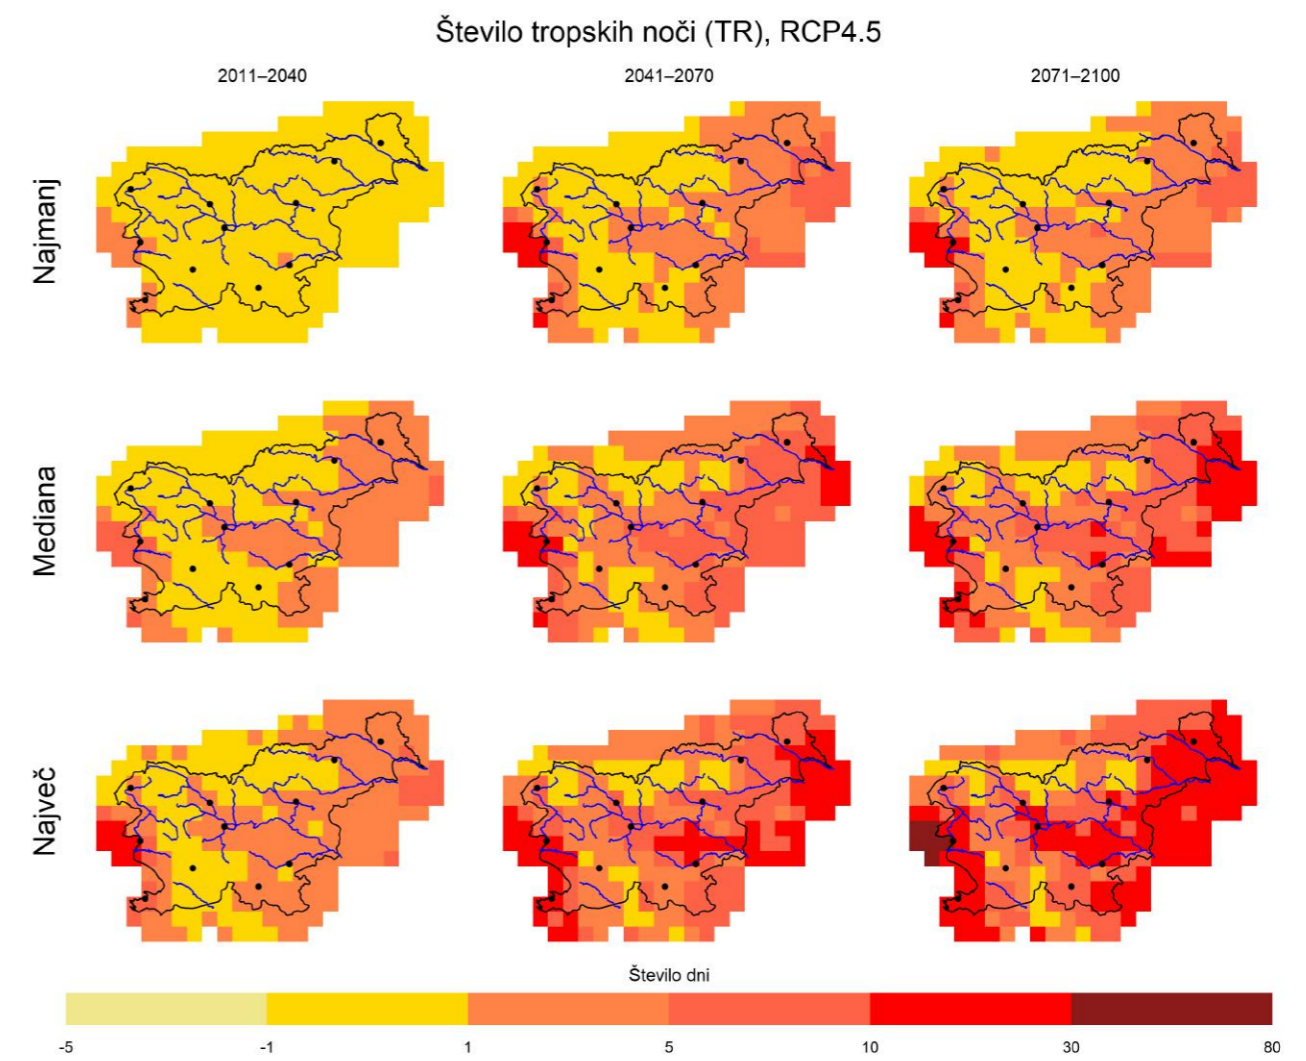 Število tropskih noči (TR), RCP4.5
2011–2040
2041–2070
2071–2100
Najmanj
Mediana
Največ
Število dni
-5
-1
1
5
10
30
80